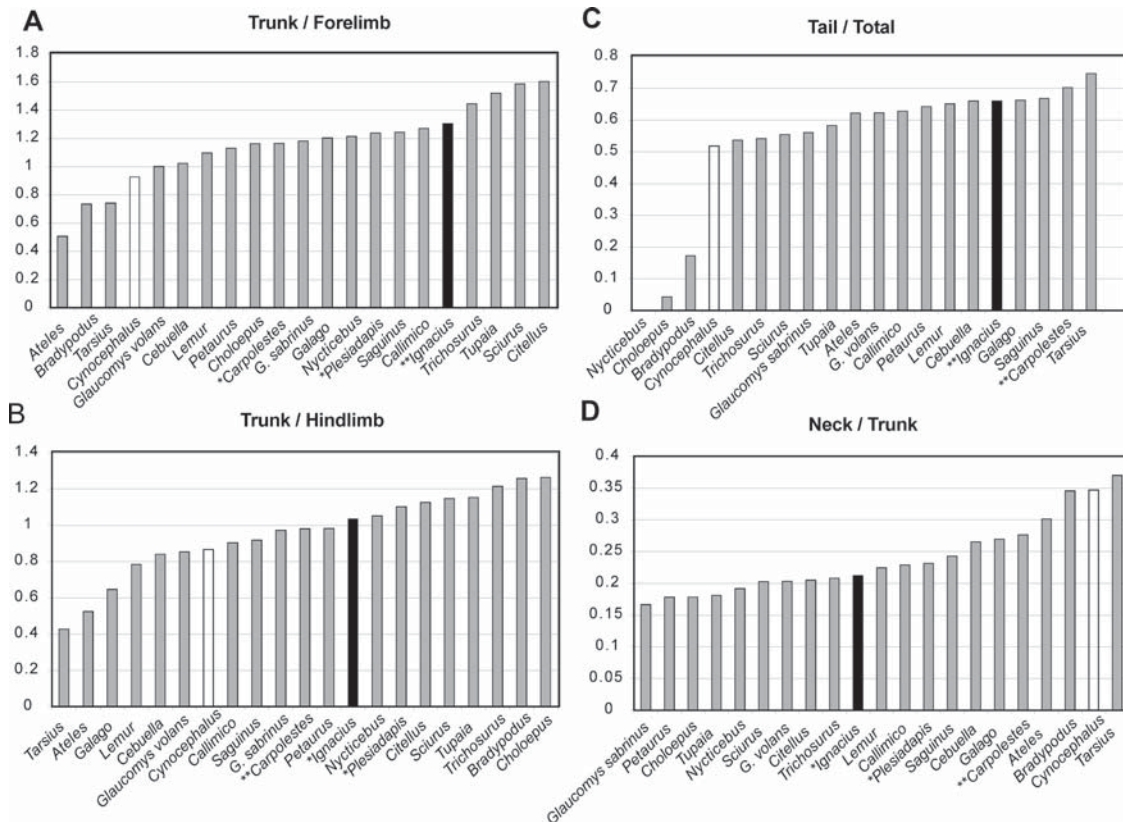 A
Trunk / Forelimb
1.8
1.6
1.4
1.2
1
0.8
0.6
0.4
0.2
0
Ateles
Bradypodus
Tarsius
Cynocephalus
Glaucomys volans
Cebuella
Lemur
Petaurus
Choloepus
*Carpolestes
G. sabrinus
Galago
Nycticebus
*Plesiadapis
Saguinus
Callimico
**Ignacius
Trichosurus
Tupaia
Sciurus
Citellus
C
Tail / Total
0.8
0.7
0.6
0.5
0.4
0.3
0.2
0.1
0
Nycticebus
Choloepus
Bradypodus
Cynocephalus
Citellus
Trichosurus
Sciurus
Glaucomys sabrinus
Tupaia
Ateles
G. volans
Callimico
Petaurus
Lemur
Cebuella
**Ignacius
Galago
Saguinus
**Carpolestes
Tarsius
B
Trunk / Hindlimb
1.4
1.2
1
0.8
0.6
0.4
0.2
0
Tarsius
Ateles
Galago
Lemur
Cebuella
Glaucomys volans
Cynocephalus
Callimico
Saguinus
G. sabrinus
**Carpolestes
Petaurus
*Ignacius
Nycticebus
*Plesiadapis
Citellus
Sciurus
Tupaia
Trichosurus
Bradypodus
Choloepus
D
Neck / Trunk
0.4
0.35
0.3
0.25
0.2
0.15
0.1
0.05
0
Glaucomys sabrinus
Petaurus
Choloepus
Tupaia
Nycticebus
Sciurus
G. volans
Citellus
Trichosurus
*Ignacius
Lemur
Callimico
*Plesiadapis
Saguinus
Cebuella
Galago
**Carpolestes
Ateles
Bradypodus
Cynocephalus
Tarsius